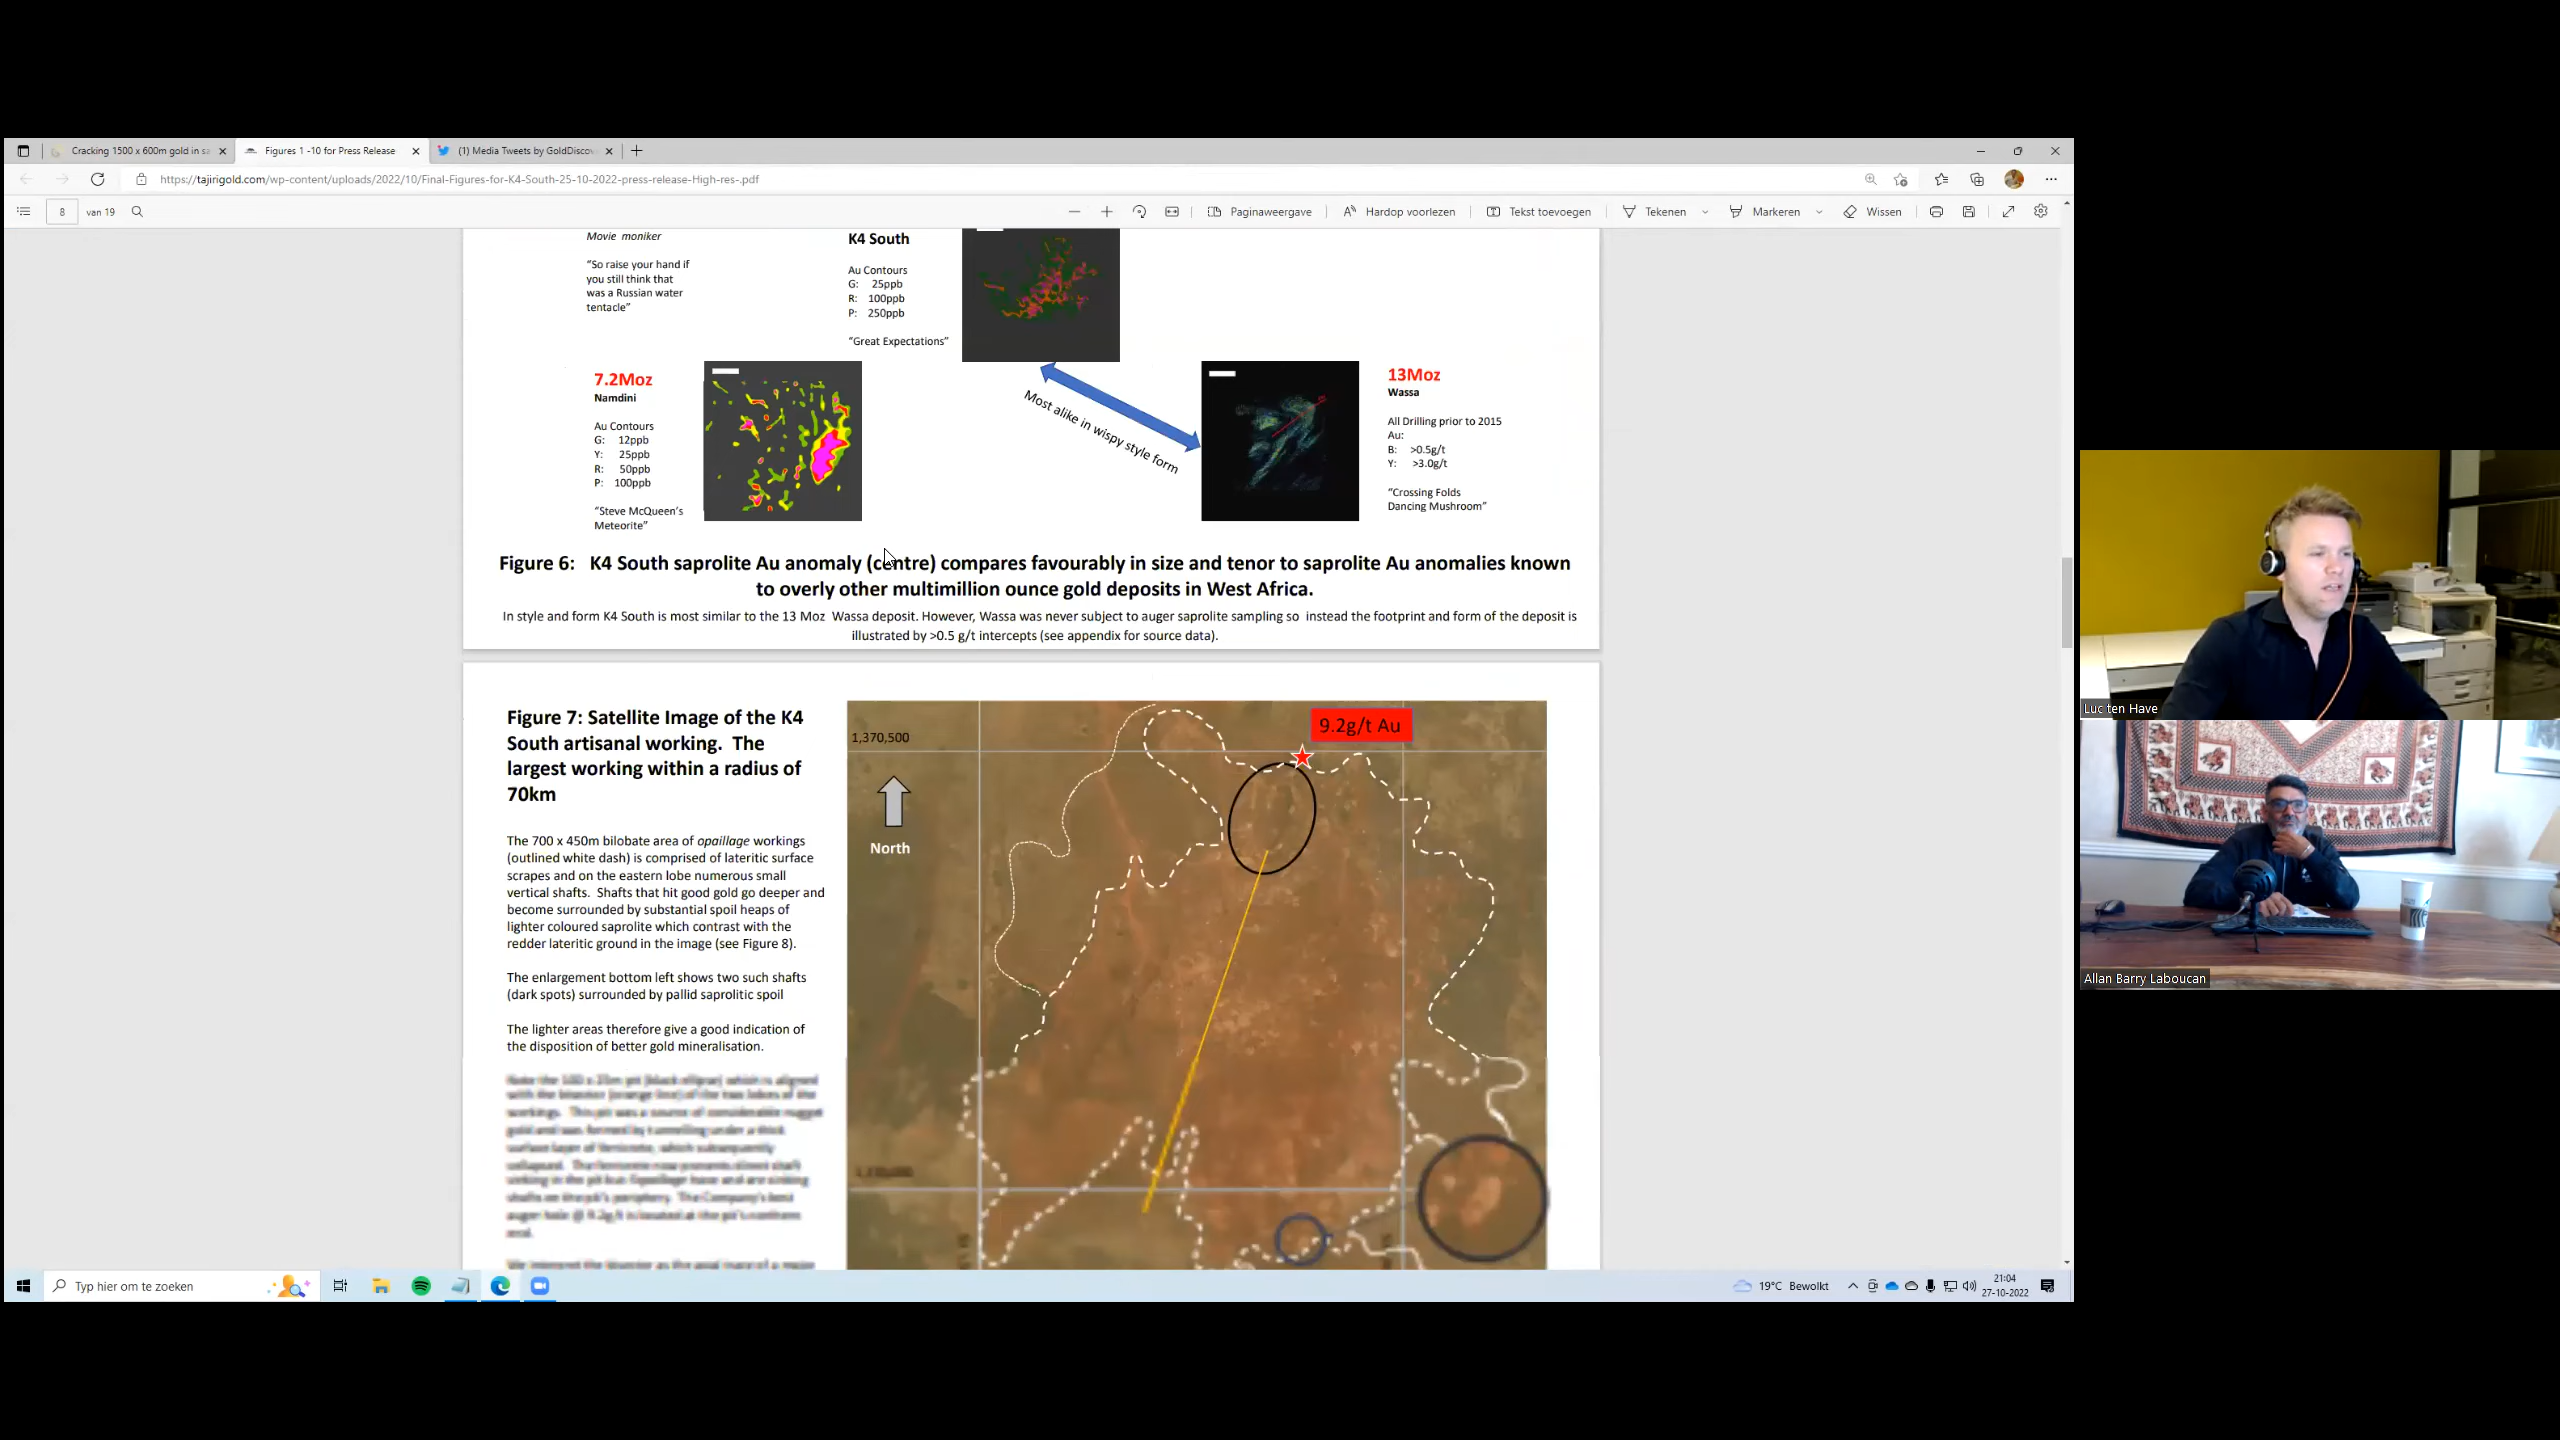 Cracking 1500 x 600m gold in sa
Figures 1 -10 for Press Release
(1) Media Tweets by GoldDiscov
https://tajirigold.com/wp-content/uploads/2022/10/Final-Figures-for-K4-South-25-10-2022-press-release-High-res-.pdf
8 van 19
Paginaweergave
Hardop voorlezen
Tekst toevoegen
Tekenen
Markeren
Wissen
Movie moniker
"So raise your hand if
you still think that
was a Russian water
tentacle"
K4 South
Au Contours
G: 25ppb
R: 100ppb
P: 250ppb
"Great Expectations"
7.2Moz
Namdini
Au Contours
G: 12ppb
Y: 25ppb
R: 50ppb
P: 100ppb
"Steve McQueen's
Meteorite"
Most alike in wispy style form
13Moz
Wassa
All Drilling prior to 2015
Au:
B: >0.5g/t
Y: >3.0g/t
"Crossing Folds
Dancing Mushroom"
Figure 6: K4 South saprolite Au anomaly (centre) compares favourably in size and tenor to saprolite Au anomalies known
to overly other multimillion ounce gold deposits in West Africa.
In style and form K4 South is most similar to the 13 Moz Wassa deposit. However, Wassa was never subject to auger saprolite sampling so instead the footprint and form of the deposit is
illustrated by >0.5 g/t intercepts (see appendix for source data).
Figure 7: Satellite Image of the K4
South artisanal working. The
largest working within a radius of
70km
The 700 x 450m bilobate area of opaillage workings
(outlined white dash) is comprised of lateritic surface
scrapes and on the eastern lobe numerous small
vertical shafts. Shafts that hit good gold go deeper and
become surrounded by substantial spoil heaps of
lighter coloured saprolite which contrast with the
redder lateritic ground in the image (see Figure 8).
The enlargement bottom left shows two such shafts
(dark spots) surrounded by pallid saprolitic spoil
The lighter areas therefore give a good indication of
the disposition of better gold mineralisation.
1,370,500
North
9.2g/t Au
Luc ten Have
Allan Barry Laboucan
Typ hier om te zoeken
19°C Bewolkt
21:04
27-10-2022